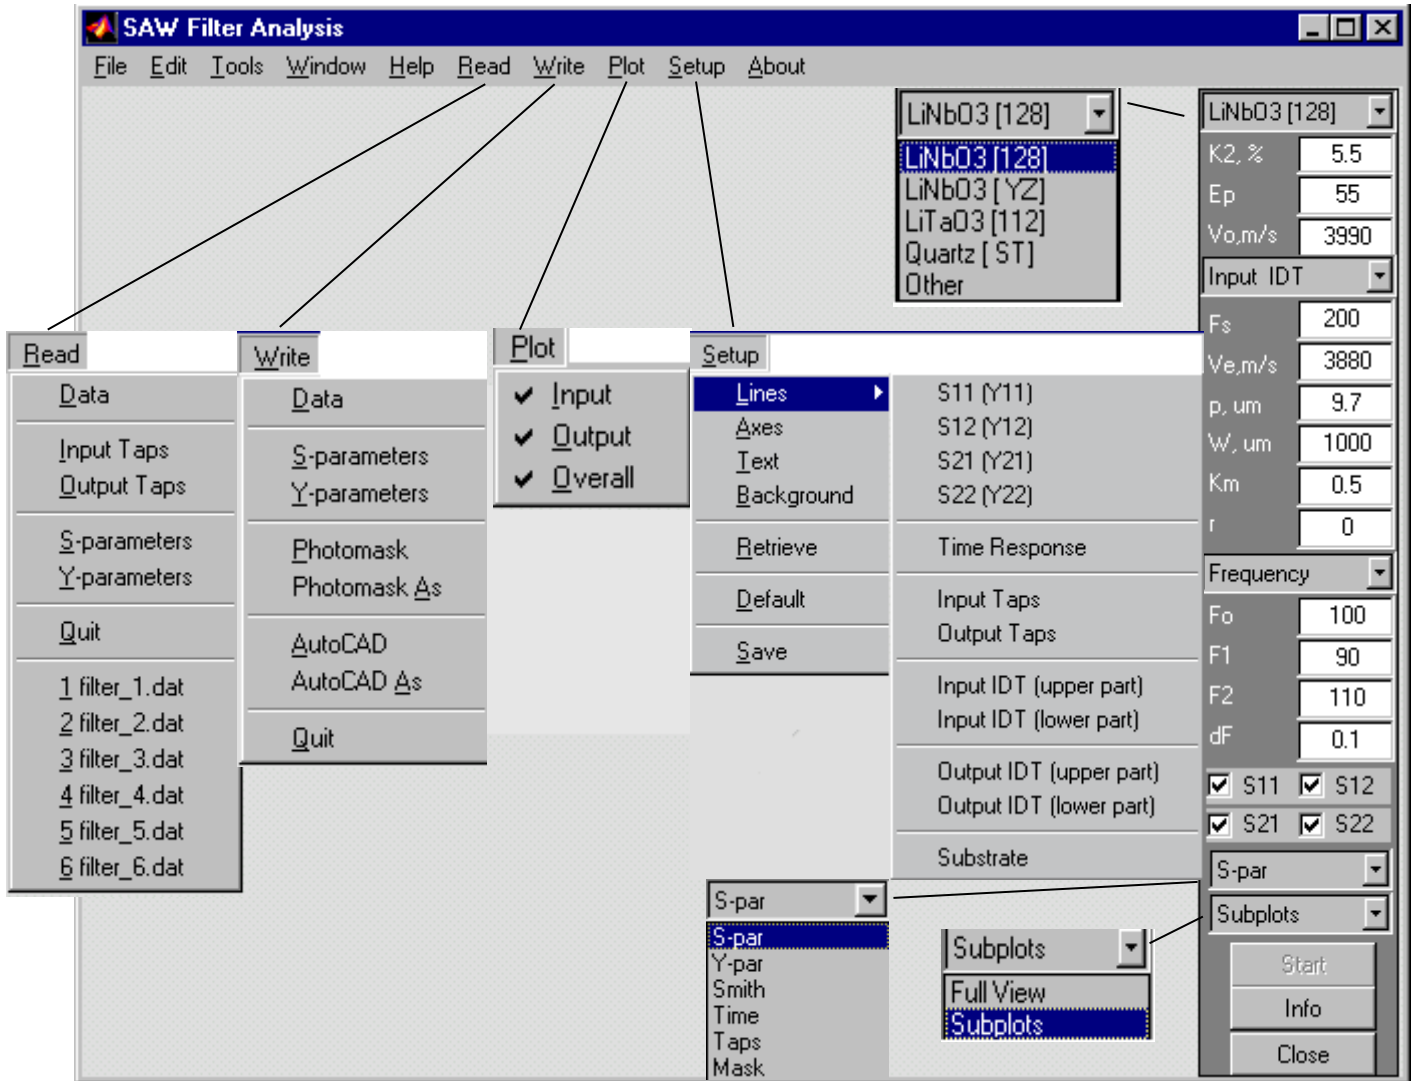 SAW Filter Analysis
File Edit Tools Window Help Read Write Plot Setup About
LiNbO3 [128]
LiNbO3 [128]
LiNbO3 [ YZ]
LiTaO3 [112]
Quartz [ ST]
Other
LiNbO3 [128]
K2, % 5.5
Ep 55
Vo,m/s 3990
Input IDT
Fs 200
Ve,m/s 3880
p, um 9.7
W, um 1000
Km 0.5
r 0
Frequency
Fo 100
F1 90
F2 110
dF 0.1
S11 S12
S21 S22
S-par
Subplots
Start
Info
Close
Read
Data
Input Taps
Output Taps
S-parameters
Y-parameters
Quit
1 filter_1.dat
2 filter_2.dat
3 filter_3.dat
4 filter_4.dat
5 filter_5.dat
6 filter_6.dat
Write
Data
S-parameters
Y-parameters
Photomask
Photomask As
AutoCAD
AutoCAD As
Quit
Plot
Input
Output
Overall
Setup
Lines
Axes
Text
Background
Retrieve
Default
Save
S11 (Y11)
S12 (Y12)
S21 (Y21)
S22 (Y22)
Time Response
Input Taps
Output Taps
Input IDT (upper part)
Input IDT (lower part)
Output IDT (upper part)
Output IDT (lower part)
Substrate
S-par
S-par
Y-par
Smith
Time
Taps
Mask
Subplots
Full View
Subplots